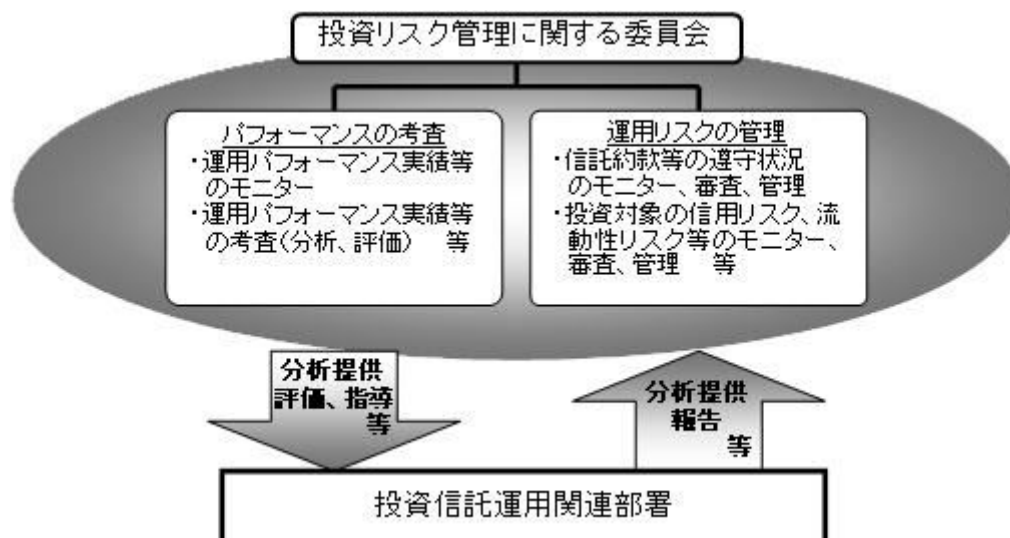 投資リスク管理に関する委員会
パフォーマンスの考査
・運用パフォーマンス実績等
のモニター
・運用パフォーマンス実績等
の考査(分析、評価)　等
運用リスクの管理
・信託約款等の遵守状況
のモニター、審査、管理
・投資対象の信用リスク、流
動性リスク等のモニター、
審査、管理　等
分析提供
評価、指導
等
分析提供
報告
等
投資信託運用関連部署